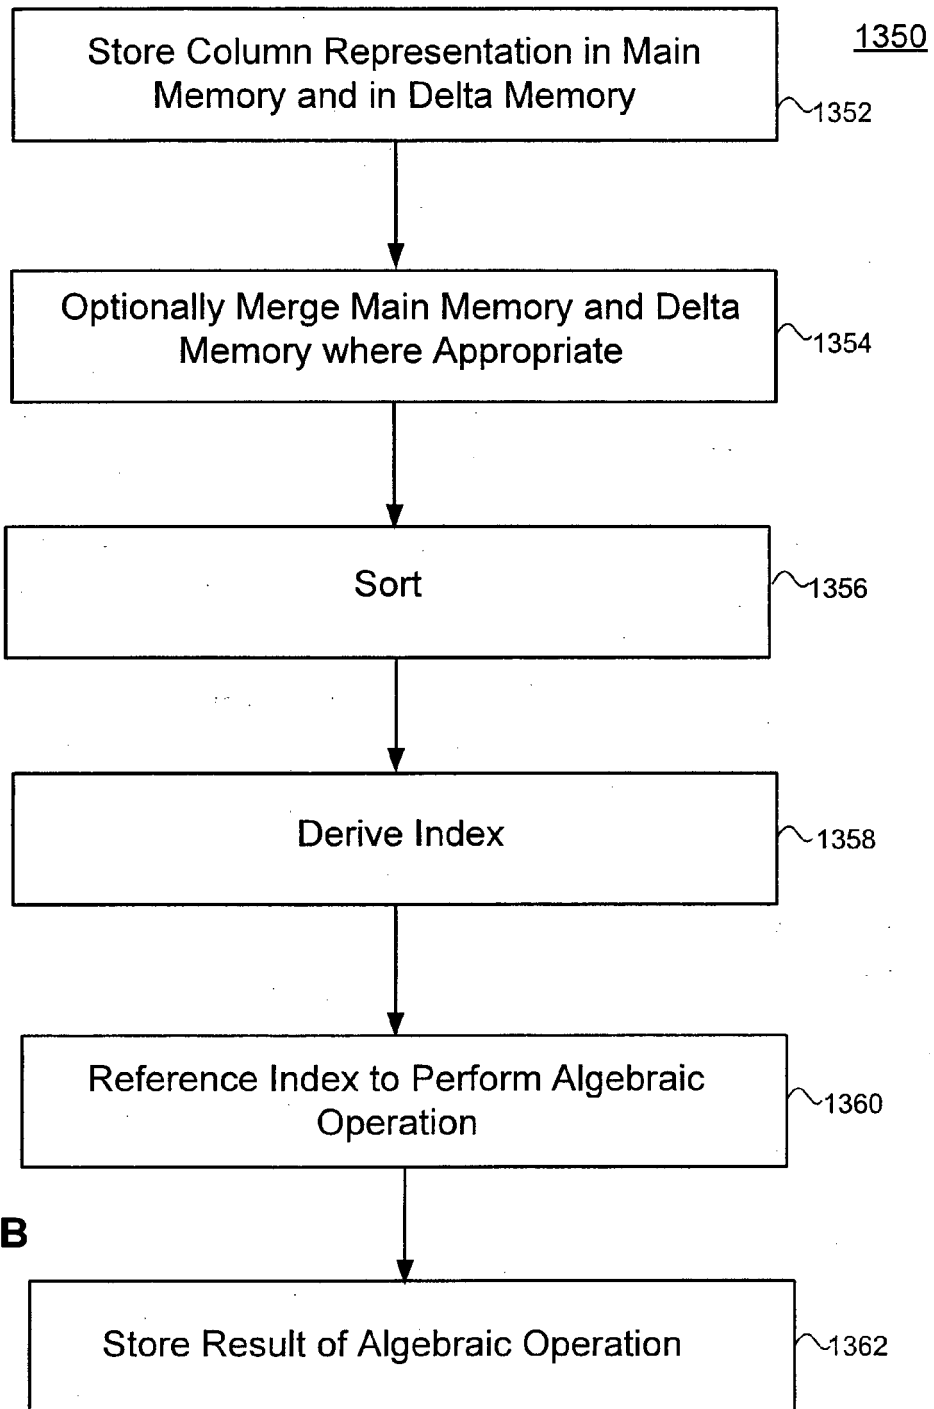 1350
Store Column Representation in Main
Memory and in Delta Memory
1352
Optionally Merge Main Memory and Delta
Memory where Appropriate
1354
Sort
1356
Derive Index
1358
Reference Index to Perform Algebraic
Operation
1360
B
Store Result of Algebraic Operation
1362